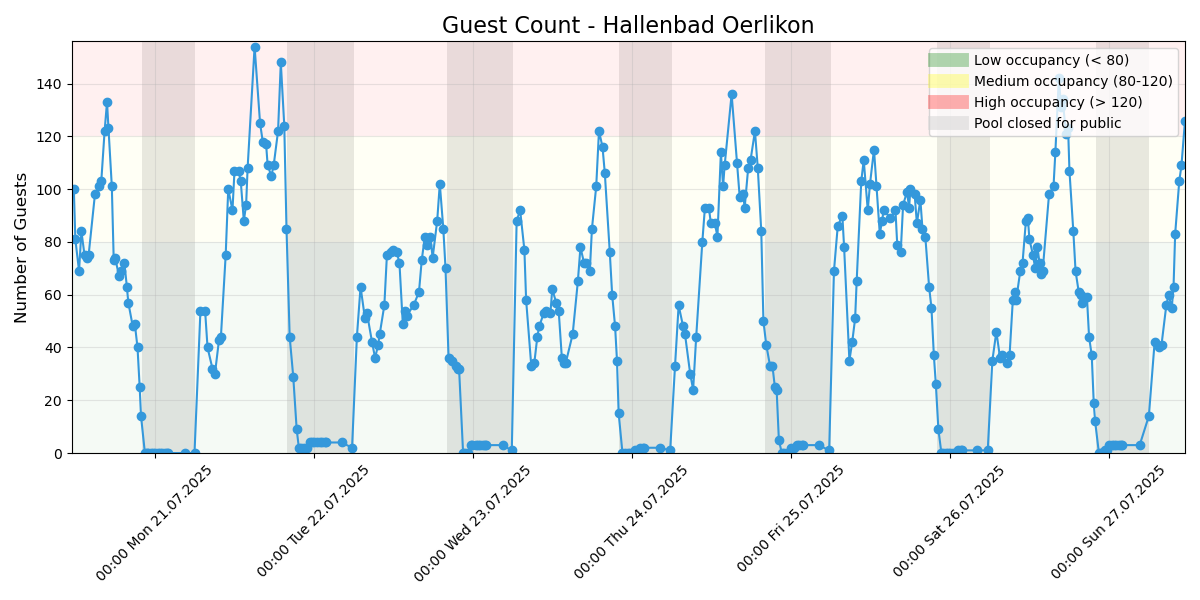 Guest Count - Hallenbad Oerlikon
Low occupancy (< 80)
Medium occupancy (80-120)
High occupancy (> 120)
Pool closed for public
Number of Guests
140
120
100
80
60
40
20
0
00:00 Mon 21.07.2025
00:00 Tue 22.07.2025
00:00 Wed 23.07.2025
00:00 Thu 24.07.2025
00:00 Fri 25.07.2025
00:00 Sat 26.07.2025
00:00 Sun 27.07.2025